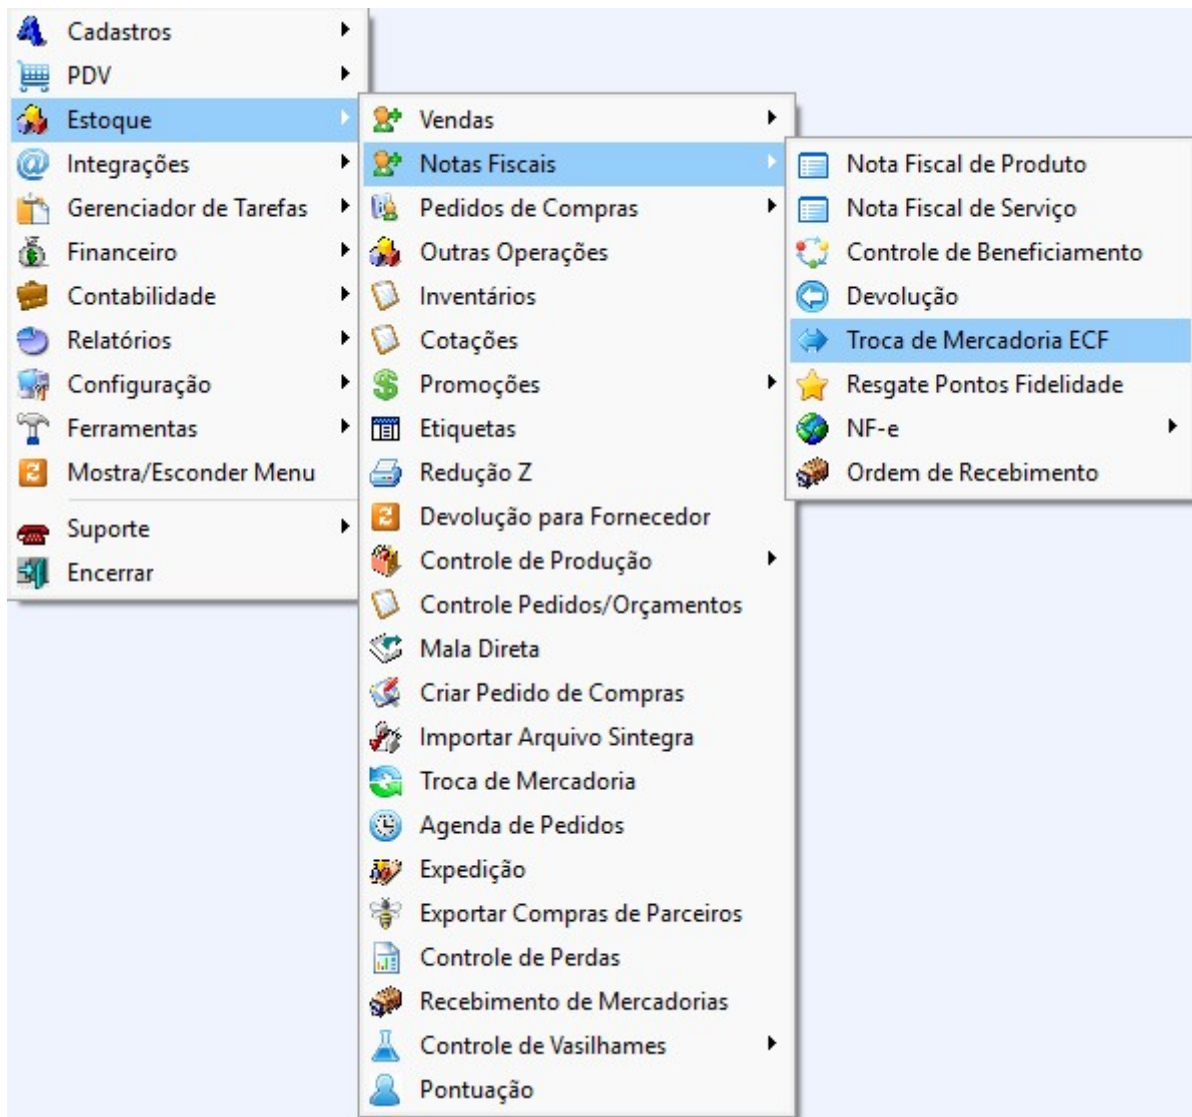 Cadastros
PDV
Estoque
Integrações
Gerenciador de Tarefas
Financeiro
Contabilidade
Relatórios
Configuração
Ferramentas
Mostra/Esconder Menu
Suporte
Encerrar
Vendas
Notas Fiscais
Pedidos de Compras
Outras Operações
Inventários
Cotações
Promoções
Etiquetas
Redução Z
Devolução para Fornecedor
Controle de Produção
Controle Pedidos/Orçamentos
Mala Direta
Criar Pedido de Compras
Importar Arquivo Sintegra
Troca de Mercadoria
Agenda de Pedidos
Expedição
Exportar Compras de Parceiros
Controle de Perdas
Recebimento de Mercadorias
Controle de Vasilhames
Pontuação
Nota Fiscal de Produto
Nota Fiscal de Serviço
Controle de Beneficiamento
Devolução
Troca de Mercadoria ECF
Resgate Pontos Fidelidade
NF-e
Ordem de Recebimento